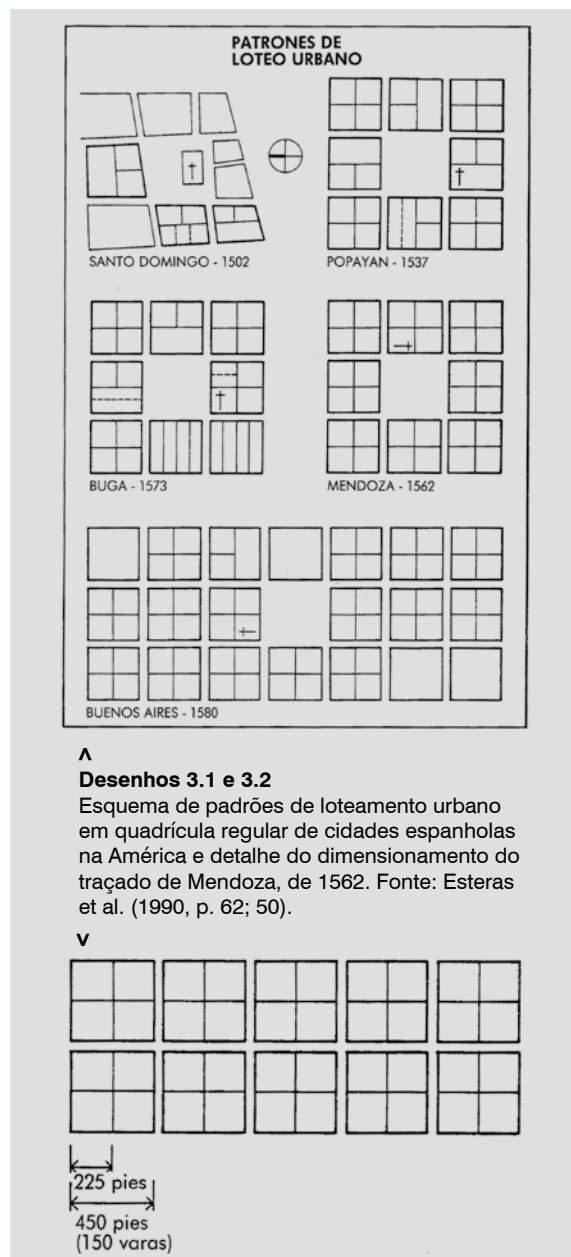 PATRONES DE
LOTEO URBANO
SANTO DOMINGO - 1502
POPAYAN - 1537
BUGA - 1573
MENDOZA - 1562
BUENOS AIRES - 1580
Desenhos 3.1 e 3.2
Esquema de padrões de loteamento urbano
em quadrícula regular de cidades espanholas
na América e detalhe do dimensionamento do
traçado de Mendoza, de 1562. Fonte: Esteras
et al. (1990, p. 62; 50).
225 pies
450 pies
(150 varas)